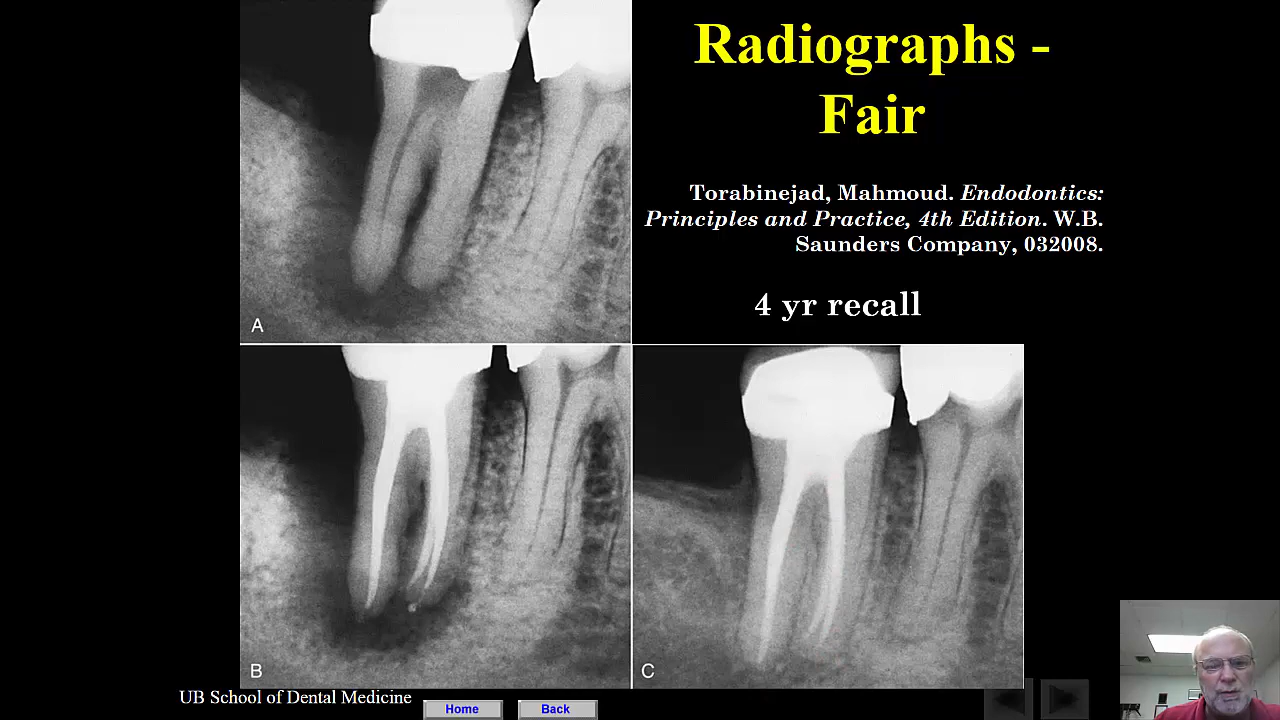 Radiographs -
Fair
Torabinejad, Mahmoud. Endodontics:
Principles and Practice, 4th Edition. W.B.
Saunders Company, 032008.
4 yr recall
A
B
C
UB School of Dental Medicine
Home
Back